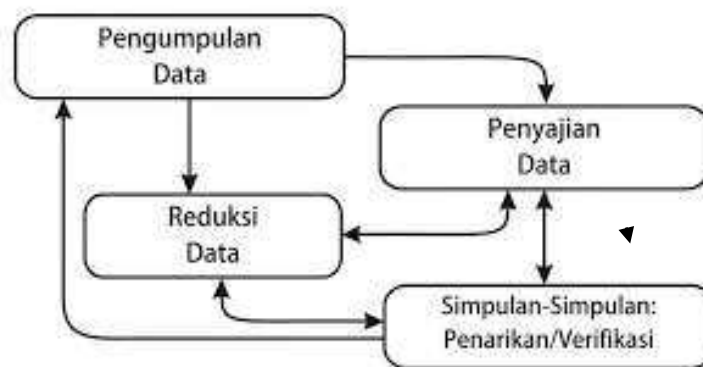 Pengumpulan
Data
Penyajian
Data
Reduksi
Data
Simpulan-Simpulan:
Penarikan/Verifikasi